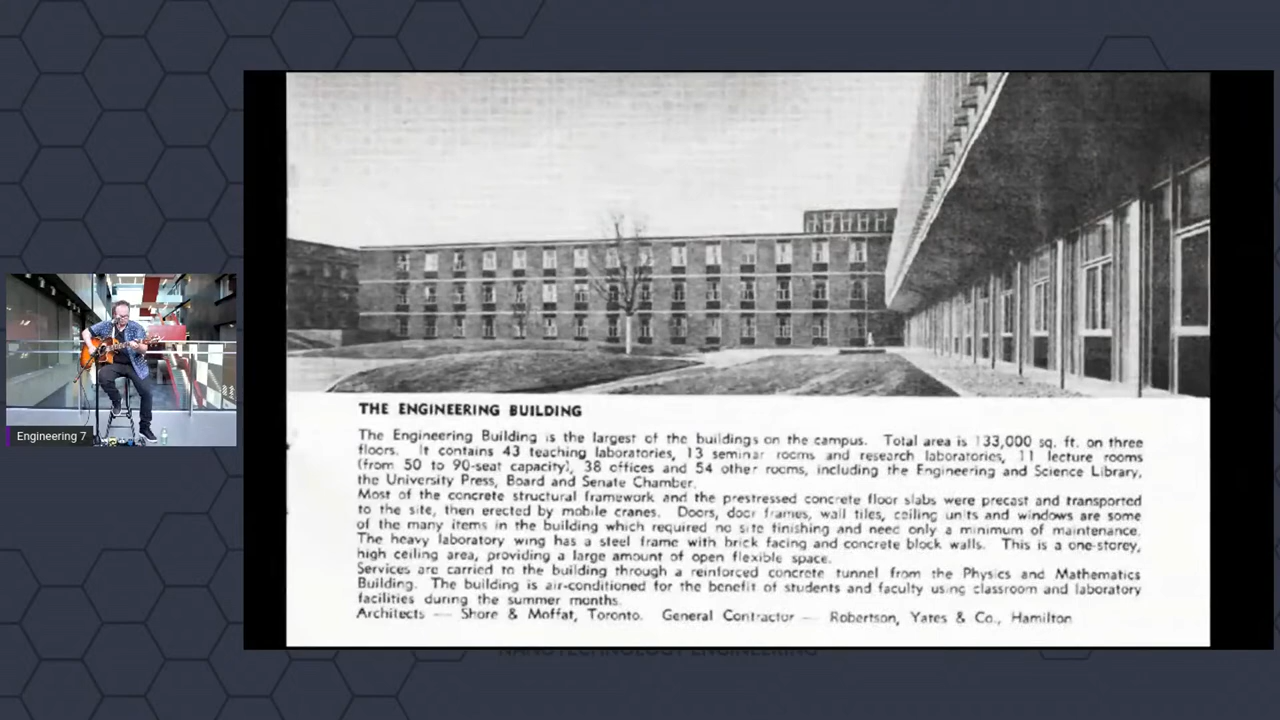 THE ENGINEERING BUILDING
The Engineering Building is the largest of the buildings on the campus. Total area is 133,000 sq. ft. on three
floors. It contains 43 teaching laboratories, 13 seminar rooms and research laboratories, 11 lecture rooms
(from 50 to 90-seat capacity), 38 offices and 54 other rooms, including the Engineering and Science Library,
the University Press, Board and Senate Chamber.
Most of the concrete structural framework and the prestressed concrete floor slabs were precast and transported
to the site, then erected by mobile cranes. Doors, door frames, wall tiles, ceiling units and windows are some
of the many items in the building which required no site finishing and need only a minimum of maintenance.
The heavy laboratory wing has a steel frame with brick facing and concrete block walls. This is a one-storey,
high ceiling area, providing a large amount of open flexible space.
Services are carried to the building through a reinforced concrete tunnel from the Physics and Mathematics
Building. The building is air-conditioned for the benefit of students and faculty using classroom and laboratory
facilities during the summer months.
Architects — Shore & Moffat, Toronto. General Contractor — Robertson, Yates & Co., Hamilton
Engineering 7
NANOTECHNOLOGY ENGINEERING